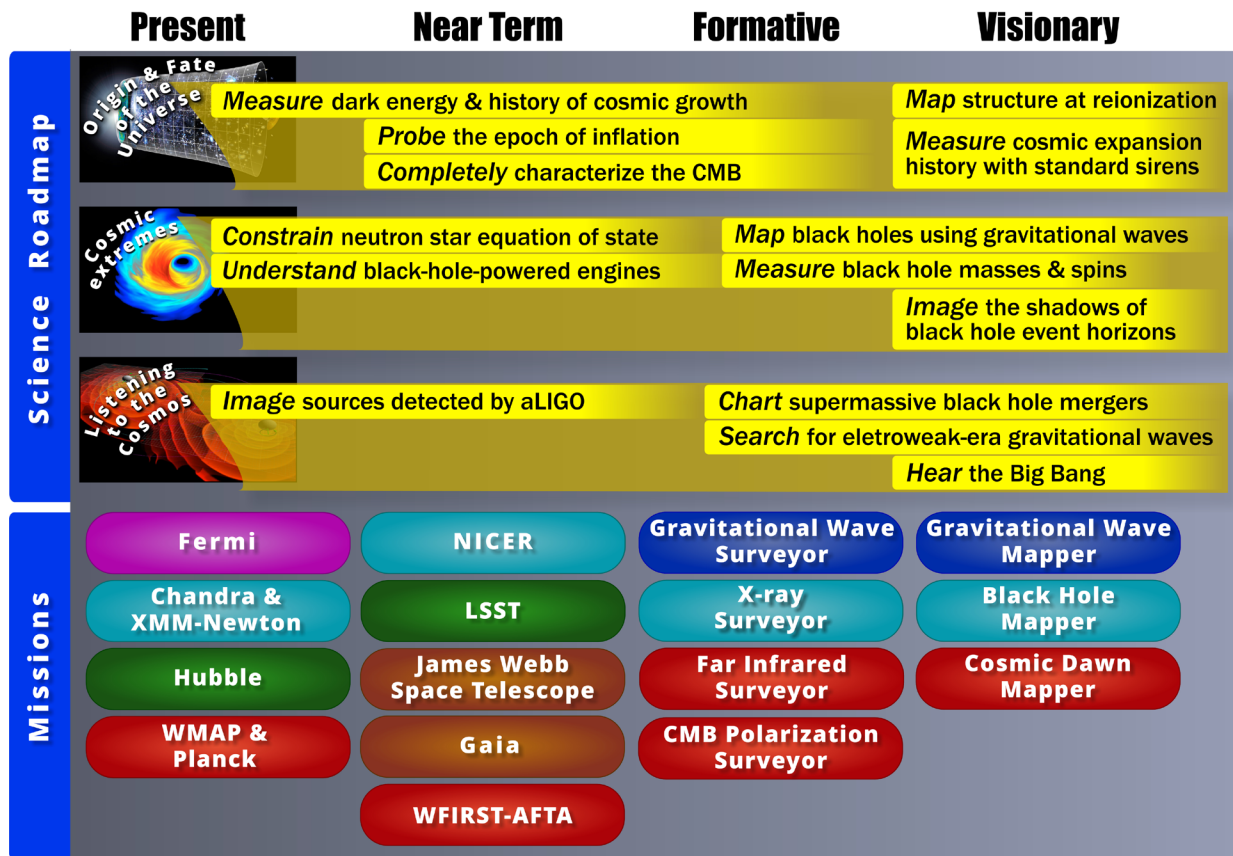 Present Near Term Formative Visionary
Science Roadmap
Origin & Fate
of the
Universe
Measure dark energy & history of cosmic growth
Probe the epoch of inflation
Completely characterize the CMB
Map structure at reionization
Measure cosmic expansion
history with standard sirens
Cosmic
extremes
Constrain neutron star equation of state
Understand black-hole-powered engines
Map black holes using gravitational waves
Measure black hole masses & spins
Image the shadows of
black hole event horizons
Listening
to the
Cosmos
Image sources detected by aLIGO
Chart supermassive black hole mergers
Search for eletroweak-era gravitational waves
Hear the Big Bang
Missions
Fermi
Chandra &
XMM-Newton
Hubble
WMAP &
Planck
NICER
LSST
James Webb
Space Telescope
Gaia
WFIRST-AFTA
Gravitational Wave
Surveyor
X-ray
Surveyor
Far Infrared
Surveyor
CMB Polarization
Surveyor
Gravitational Wave
Mapper
Black Hole
Mapper
Cosmic Dawn
Mapper